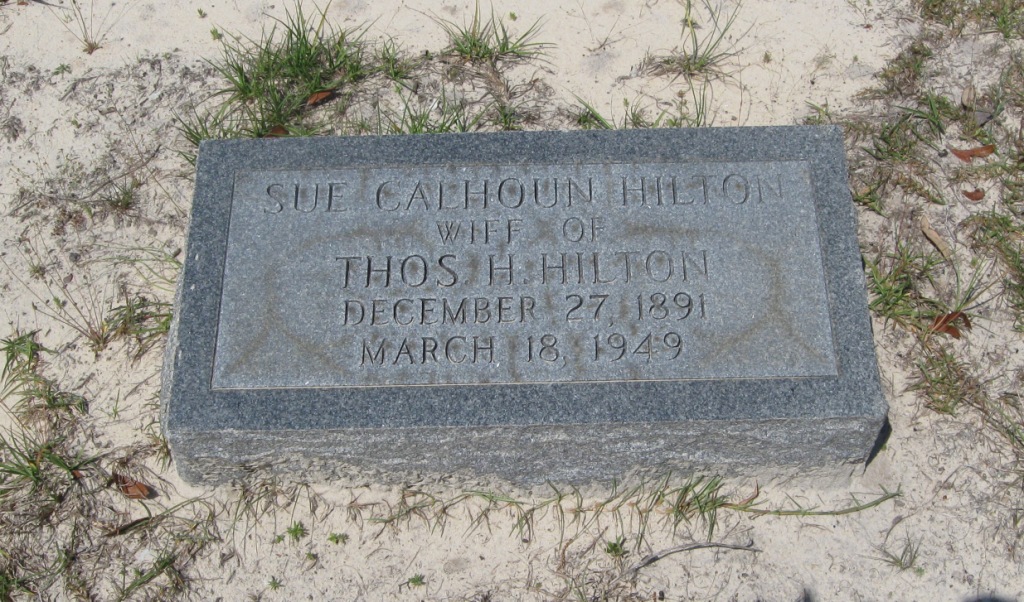 SUE CALHOUN HILTON
WIFE OF
THOS. H. HILTON
DECEMBER 27, 1891
MARCH 18, 1949